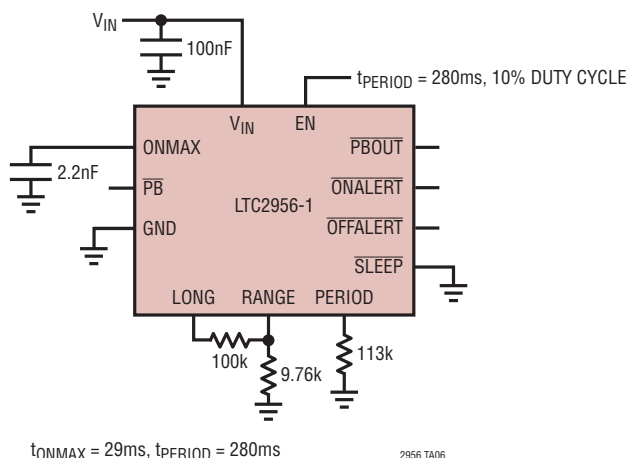 VIN
100nF
tPERIOD = 280ms, 10% DUTY CYCLE
VIN EN
ONMAX PBOUT
2.2nF
PB ONALERT
LTC2956-1
GND OFFALERT
SLEEP
LONG RANGE PERIOD
100k 113k
9.76k
tONMAX = 29ms, tPERIOD = 280ms
2956 TA06